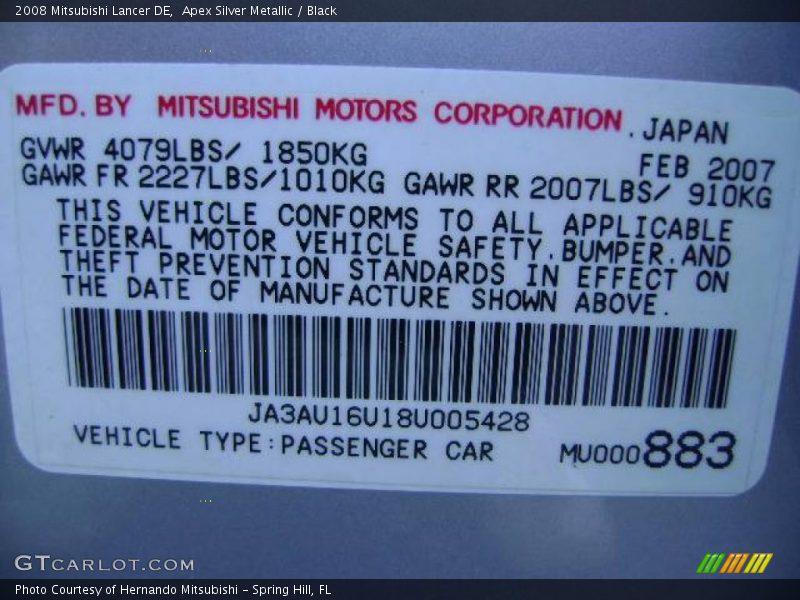 2008 Mitsubishi Lancer DE,  Apex Silver Metallic / Black
MFD. BY MITSUBISHI MOTORS CORPORATION. JAPAN
GVWR 4079LBS/ 1850KG FEB 2007
GAWR FR 2227LBS/1010KG GAWR RR 2007LBS/ 910KG
THIS VEHICLE CONFORMS TO ALL APPLICABLE
FEDERAL MOTOR VEHICLE SAFETY.BUMPER.AND
THEFT PREVENTION STANDARDS IN EFFECT ON
THE DATE OF MANUFACTURE SHOWN ABOVE.
JA3AU16U18U005428
VEHICLE TYPE:PASSENGER CAR MU000883
GTCARLOT.COM
Photo Courtesy of Hernando Mitsubishi - Spring Hill, FL